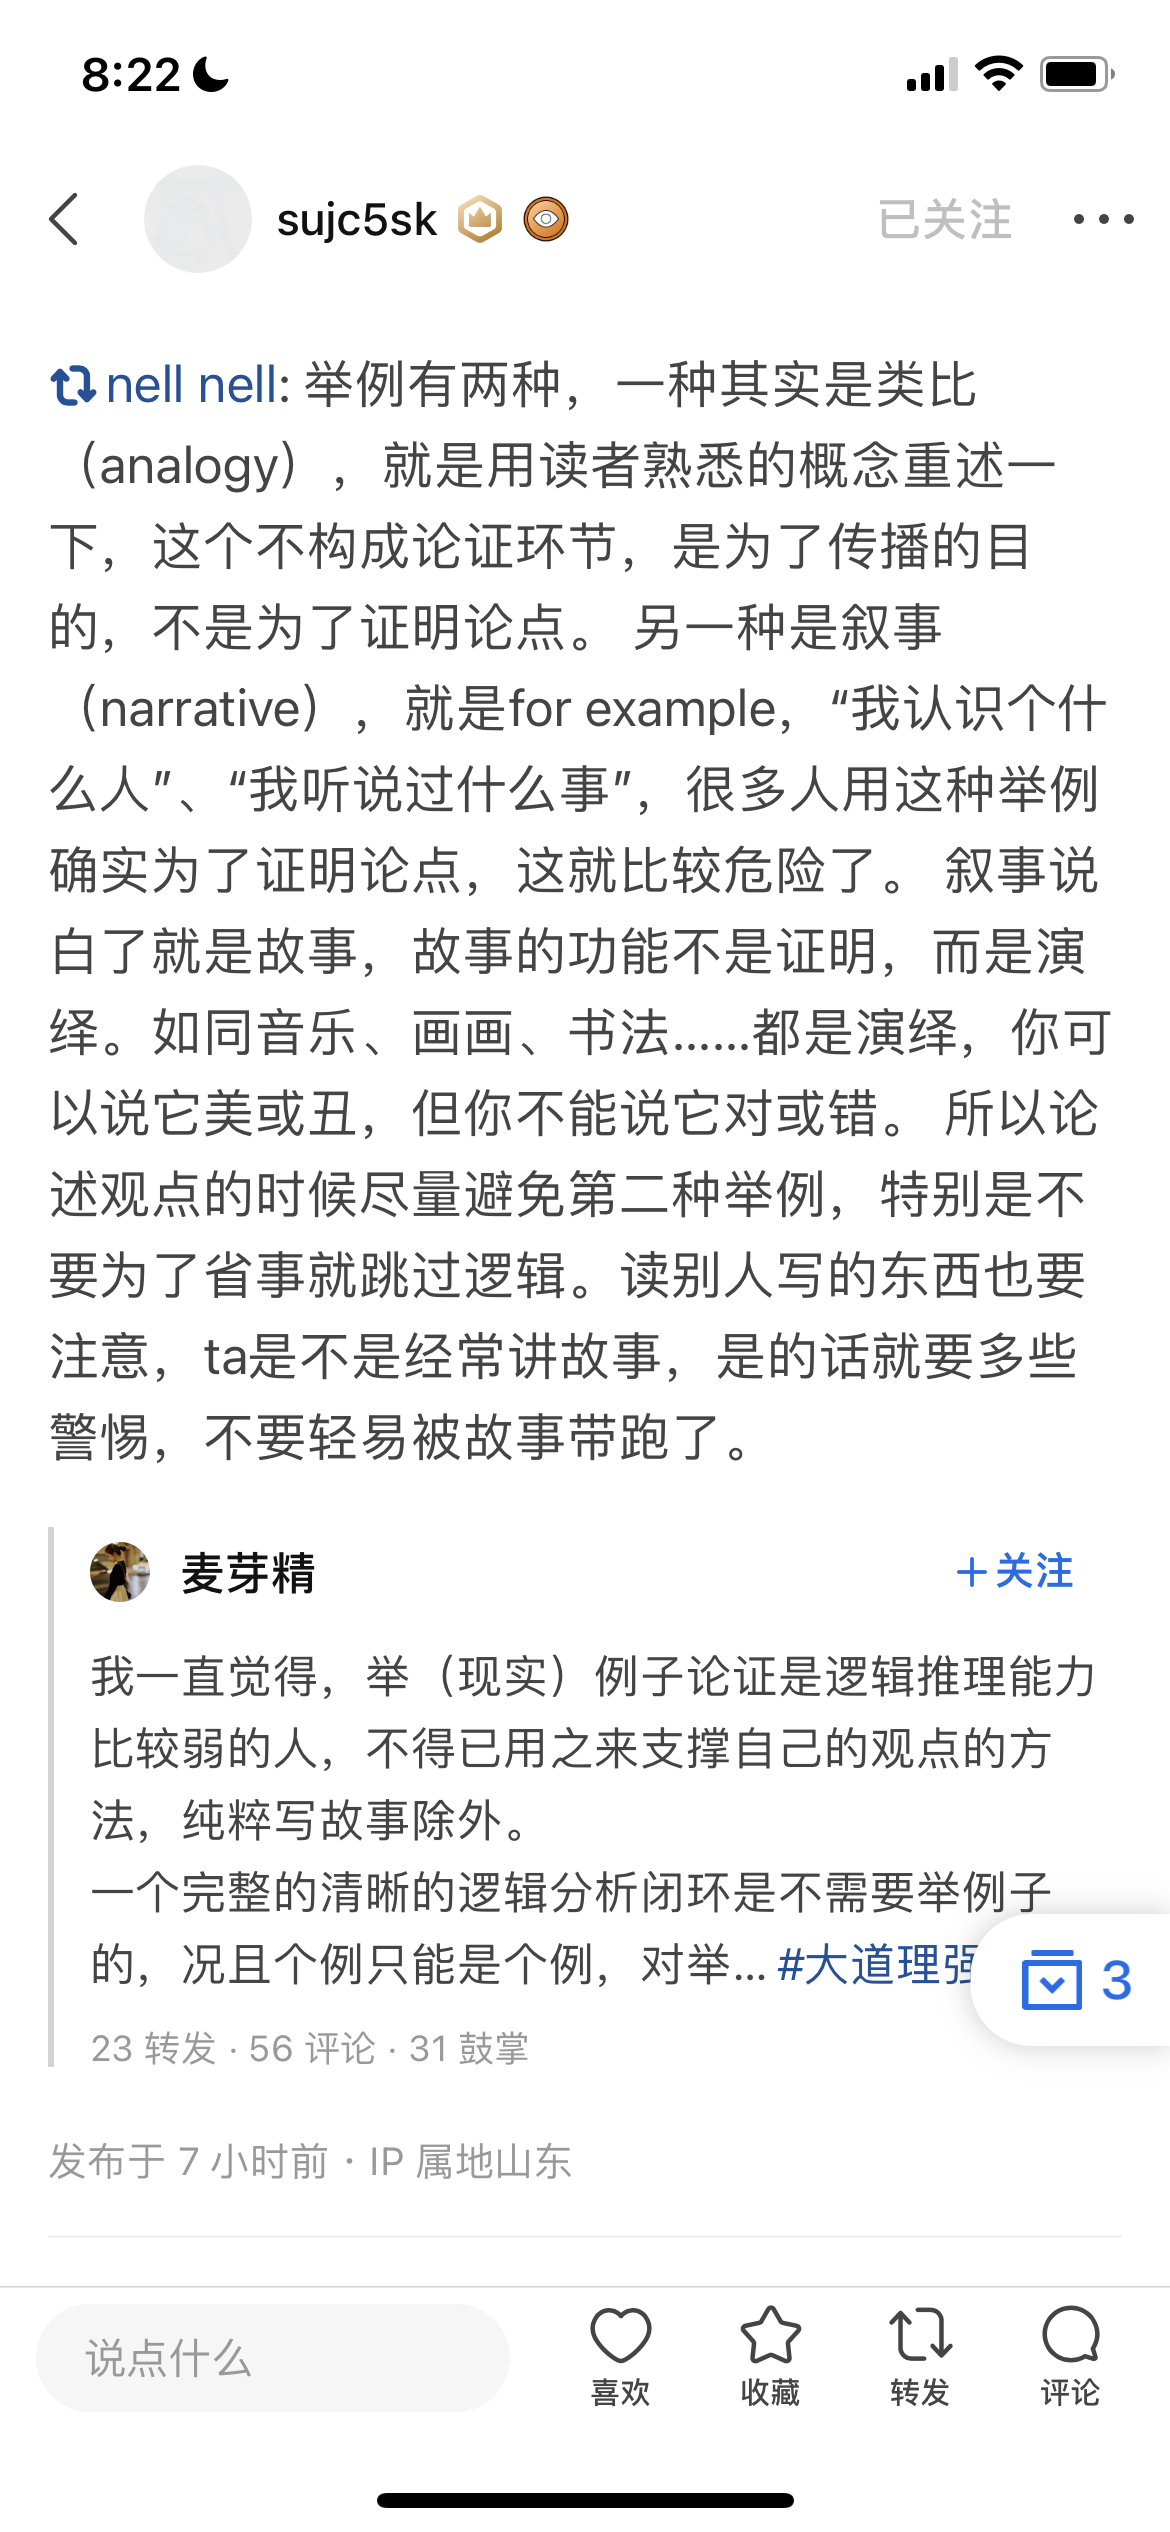 8:22
sujc5sk
已关注
nell nell: 举例有两种，一种其实是类比
（analogy），就是用读者熟悉的概念重述一
下，这个不构成论证环节，是为了传播的目
的，不是为了证明论点。 另一种是叙事
（narrative），就是for example，“我认识个什
么人”、“我听说过什么事”，很多人用这种举例
确实为了证明论点，这就比较危险了。 叙事说
白了就是故事，故事的功能不是证明，而是演
绎。如同音乐、画画、书法……都是演绎，你可
以说它美或丑，但你不能说它对或错。 所以论
述观点的时候尽量避免第二种举例，特别是不
要为了省事就跳过逻辑。读别人写的东西也要
注意，ta是不是经常讲故事，是的话就要多些
警惕，不要轻易被故事带跑了。
麦芽精
+关注
我一直觉得，举（现实）例子论证是逻辑推理能力
比较弱的人，不得已用之来支撑自己的观点的方
法，纯粹写故事除外。
一个完整的清晰的逻辑分析闭环是不需要举例子
的，况且个例只能是个例，对举... #大道理强
3
23 转发 · 56 评论 · 31 鼓掌
发布于 7 小时前 · IP 属地山东
说点什么
喜欢
收藏
转发
评论